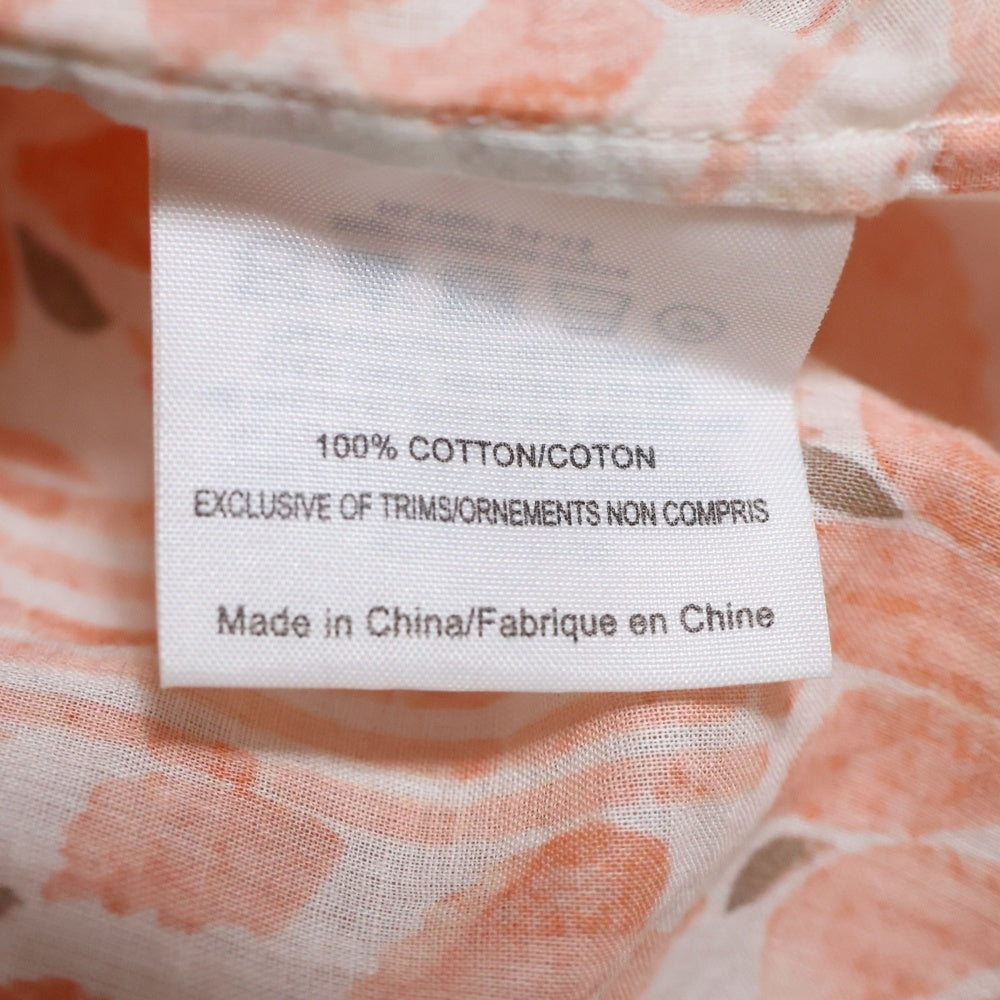 100% COTTON/COTON
EXCLUSIVE OF TRIMS/ORNEMENTS NON COMPRIS
Made in China/Fabrique en Chine